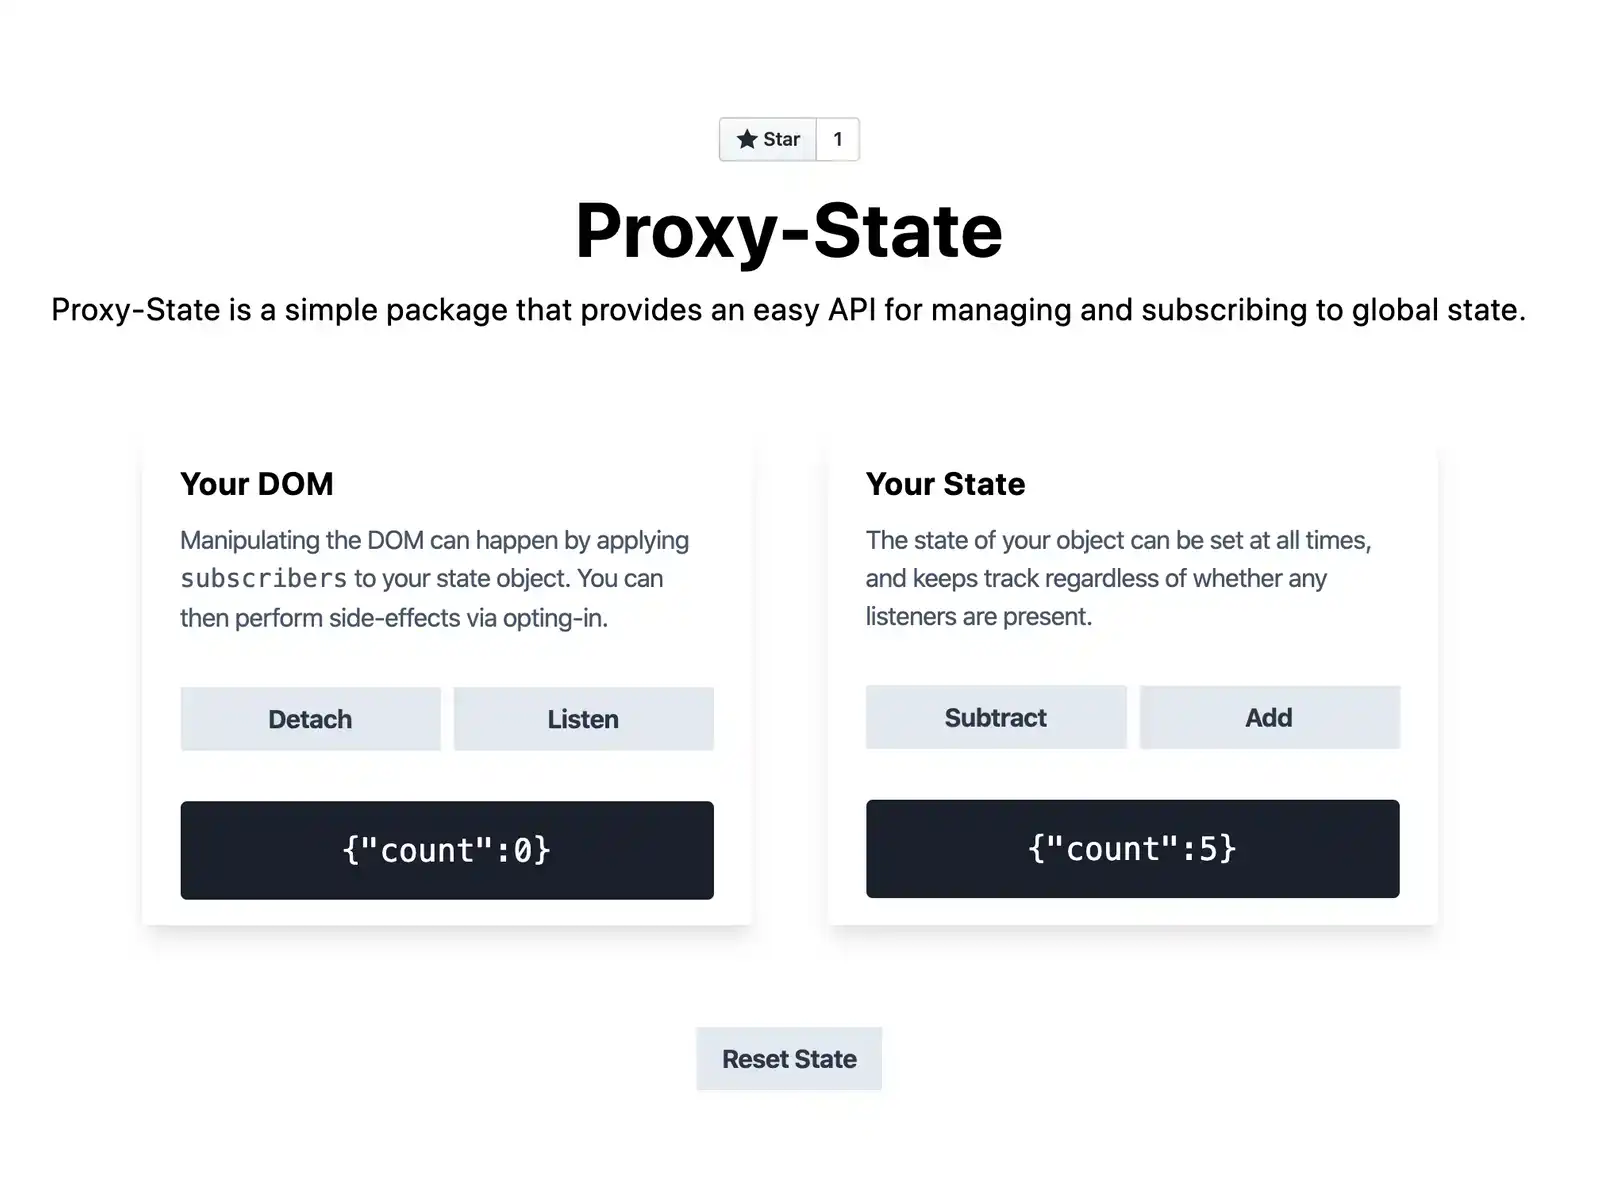 Star 1
Proxy-State
Proxy-State is a simple package that provides an easy API for managing and subscribing to global state.
Your DOM
Manipulating the DOM can happen by applying
subscribers to your state object. You can
then perform side-effects via opting-in.
Detach Listen
{"count":0}
Your State
The state of your object can be set at all times,
and keeps track regardless of whether any
listeners are present.
Subtract Add
{"count":5}
Reset State